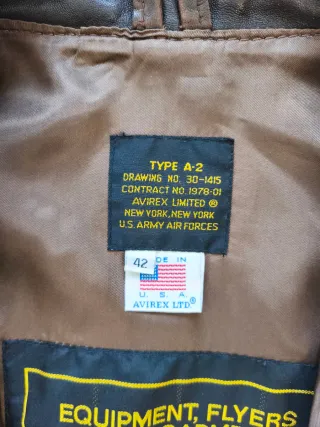 TYPE A-2
DRAWING NO. 30-1415
CONTRACT NO. 1978-01
AVIREX LIMITED ®
NEW YORK, NEW YORK
U.S. ARMY AIR FORCES
42
DE IN
U. S. A.
AVIREX LTD®
EQUIPMENT, FLYERS